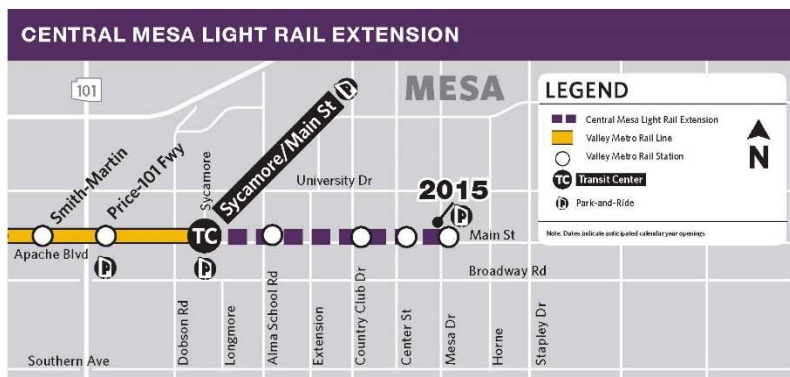 CENTRAL MESA LIGHT RAIL EXTENSION
101
MESA
LEGEND
Central Mesa Light Rail Extension
Valley Metro Rail Line
Valley Metro Rail Station
TC Transit Center
P Park-and-Ride
Note: Dates indicate anticipated calendar year openings
N
Smith-Martin
Price-101 Fwy
Sycamore
Sycamore/Main St P
University Dr
2015
P
TC
Main St
Apache Blvd
P
P
Broadway Rd
Dobson Rd
Longmore
Alma School Rd
Extension
Country Club Dr
Center St
Mesa Dr
Horne
Stapley Dr
Southern Ave